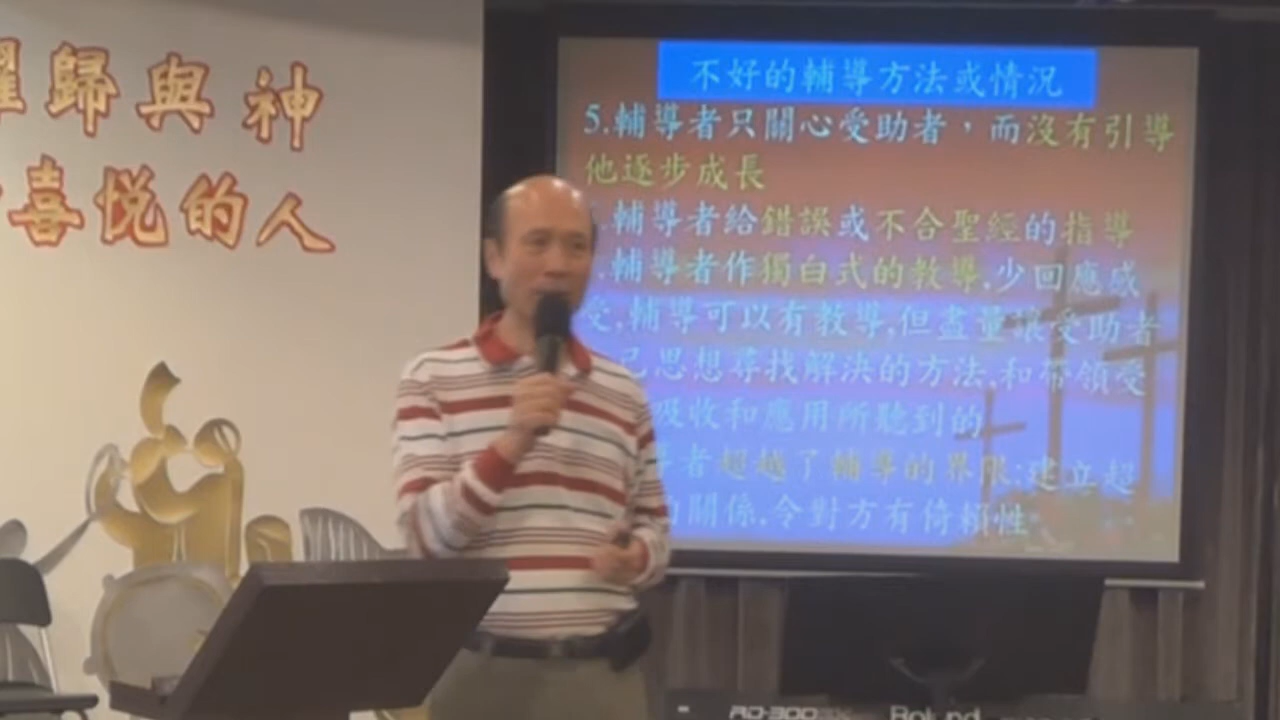 歸與神
喜悅的人
不好的輔導方法或情況
5.輔導者只關心受助者，而沒有引導
他逐步成長
.輔導者給錯誤或不合聖經的指導
.輔導者作獨白式的教導,少回應感
受,輔導可以有教導,但盡量讓受助者
己思想尋找解決的方法,和帶領受
吸收和應用所聽到的
者超越了輔導的界限:建立超
的關係,令對方有倚賴性
RD-300
Roland